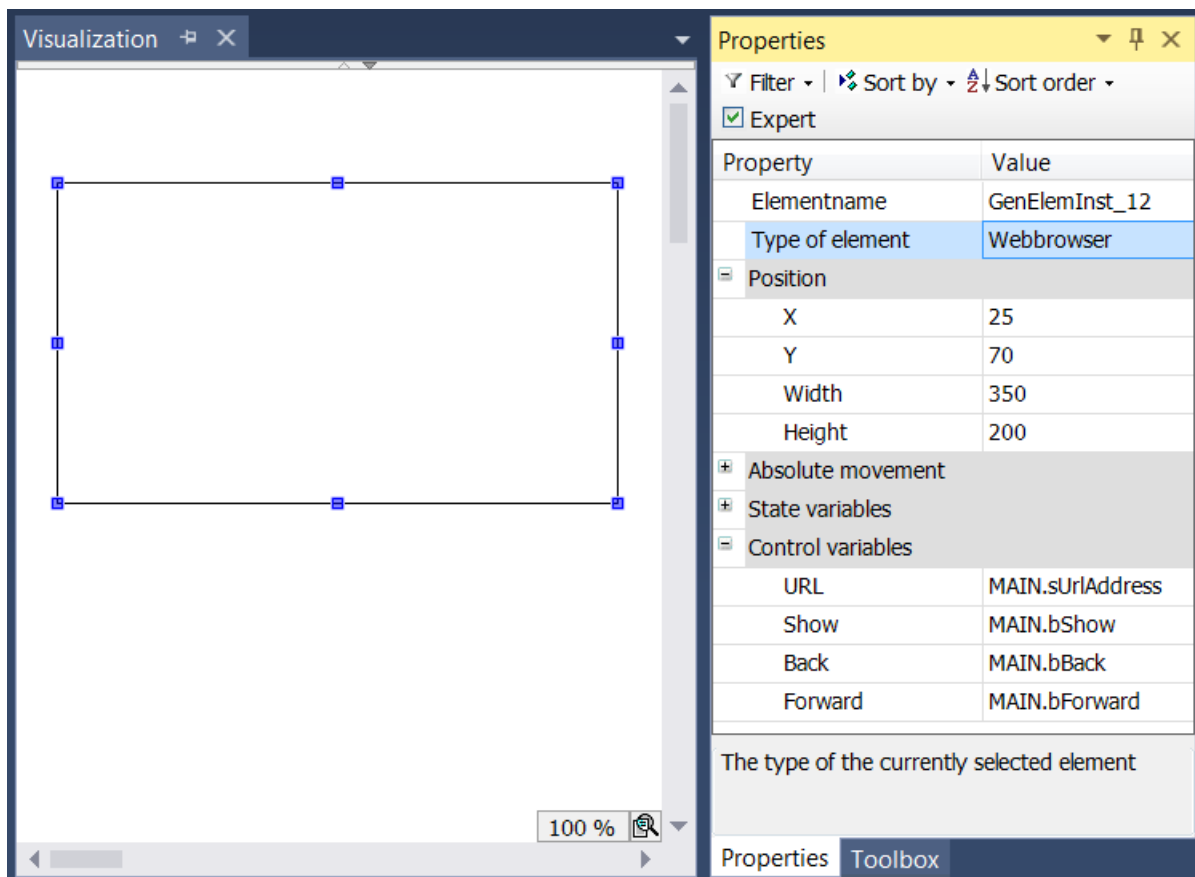 Visualization
100 %
Properties
Filter Sort by Sort order
Expert
Property Value
Elementname GenElemInst_12
Type of element Webbrowser
Position
X 25
Y 70
Width 350
Height 200
Absolute movement
State variables
Control variables
URL MAIN.sUrlAddress
Show MAIN.bShow
Back MAIN.bBack
Forward MAIN.bForward
The type of the currently selected element
Properties Toolbox